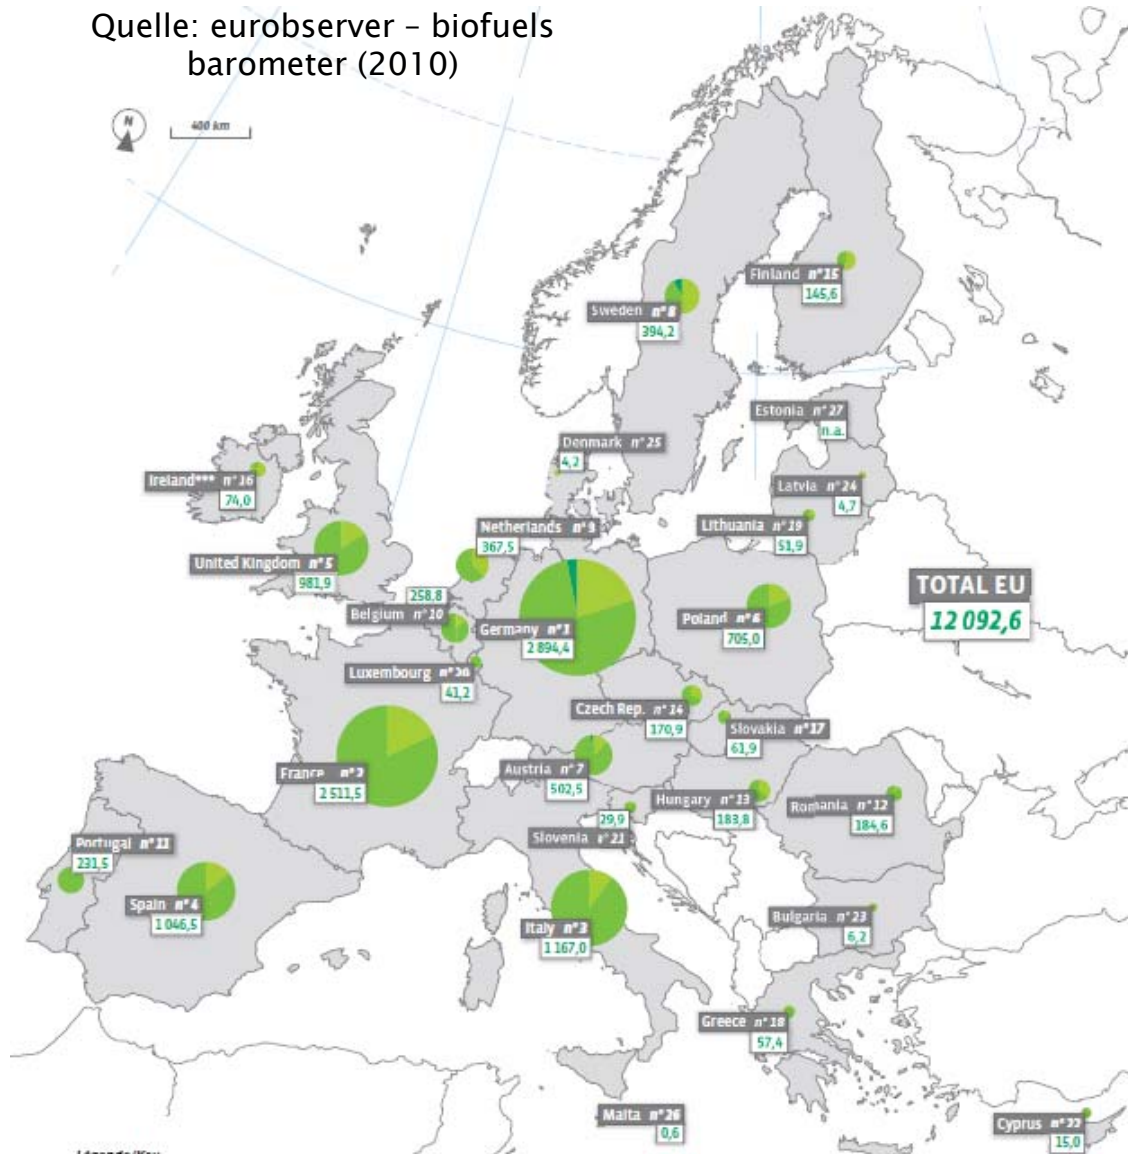 Quelle: eurobserver – biofuels
barometer (2010)
N
400 km
Finland n° 15
145,6
Sweden n° 8
394,2
Estonia n° 27
n.a.
Denmark n° 25
4,2
Ireland*** n° 16
74,0
Latvia n° 24
4,7
Netherlands n° 9
367,5
Lithuania n° 19
51,9
United Kingdom n° 5
981,9
TOTAL EU
12 092,6
258,8
Belgium n° 10
Germany n° 1
2 894,4
Poland n° 6
705,0
Luxembourg
41,2
Czech Rep. n° 14
170,9
Slovakia n° 17
61,9
France n° 2
2 511,5
Austria n° 7
502,5
Hungary n° 13
183,8
Romania n° 12
184,6
29,9
Slovenia n° 21
Portugal n° 11
231,5
Spain n° 4
1 046,5
Italy n° 3
1 167,0
Bulgaria n° 23
6,2
Greece n° 18
57,4
Malta n° 26
0,6
Cyprus n° 22
15,0